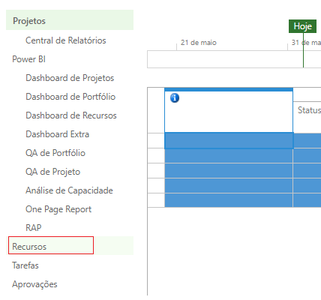 Projetos
Central de Relatórios
Power BI
Dashboard de Projetos
Dashboard de Portfólio
Dashboard de Recursos
Dashboard Extra
QA de Portfólio
QA de Projeto
Análise de Capacidade
One Page Report
RAP
Recursos
Tarefas
Aprovações
Hoje
21 de maio
31 de ma
Status